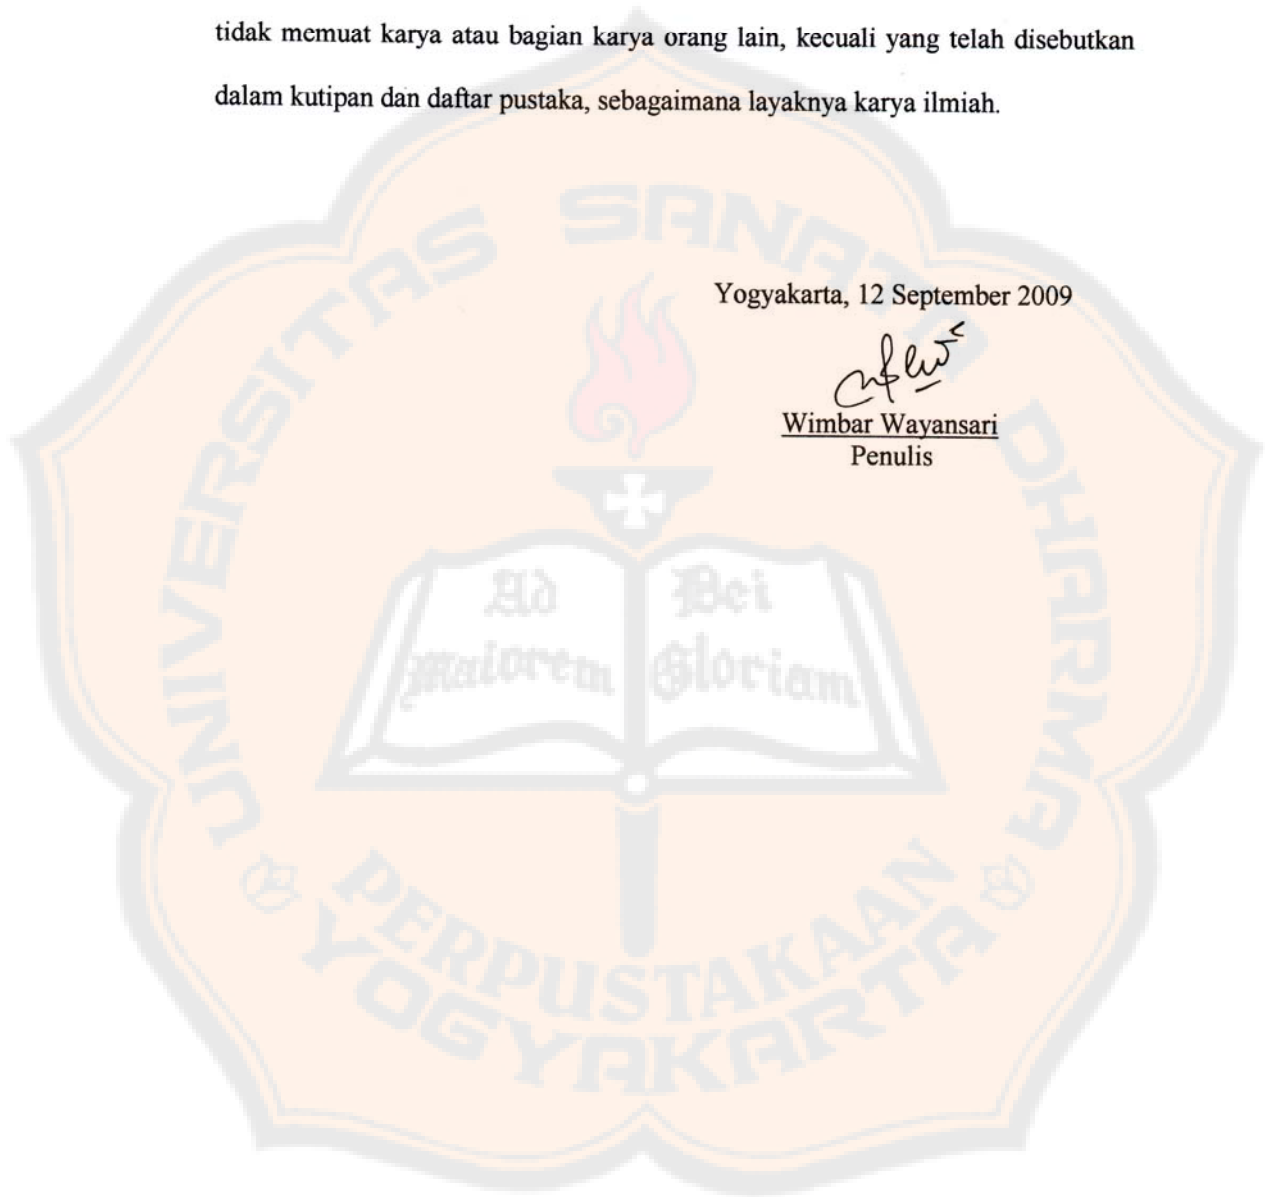 tidak memuat karya atau bagian karya orang lain, kecuali yang telah disebutkan
dalam kutipan dan daftar pustaka, sebagaimana layaknya karya ilmiah.
UNIVERSITAS SANATA DHARMA
Yogyakarta, 12 September 2009
Wimbar Wayansari
Penulis
Ad
Maiorem
Dei
Gloriam
PERPUSTAKAAN
YOGYAKARTA